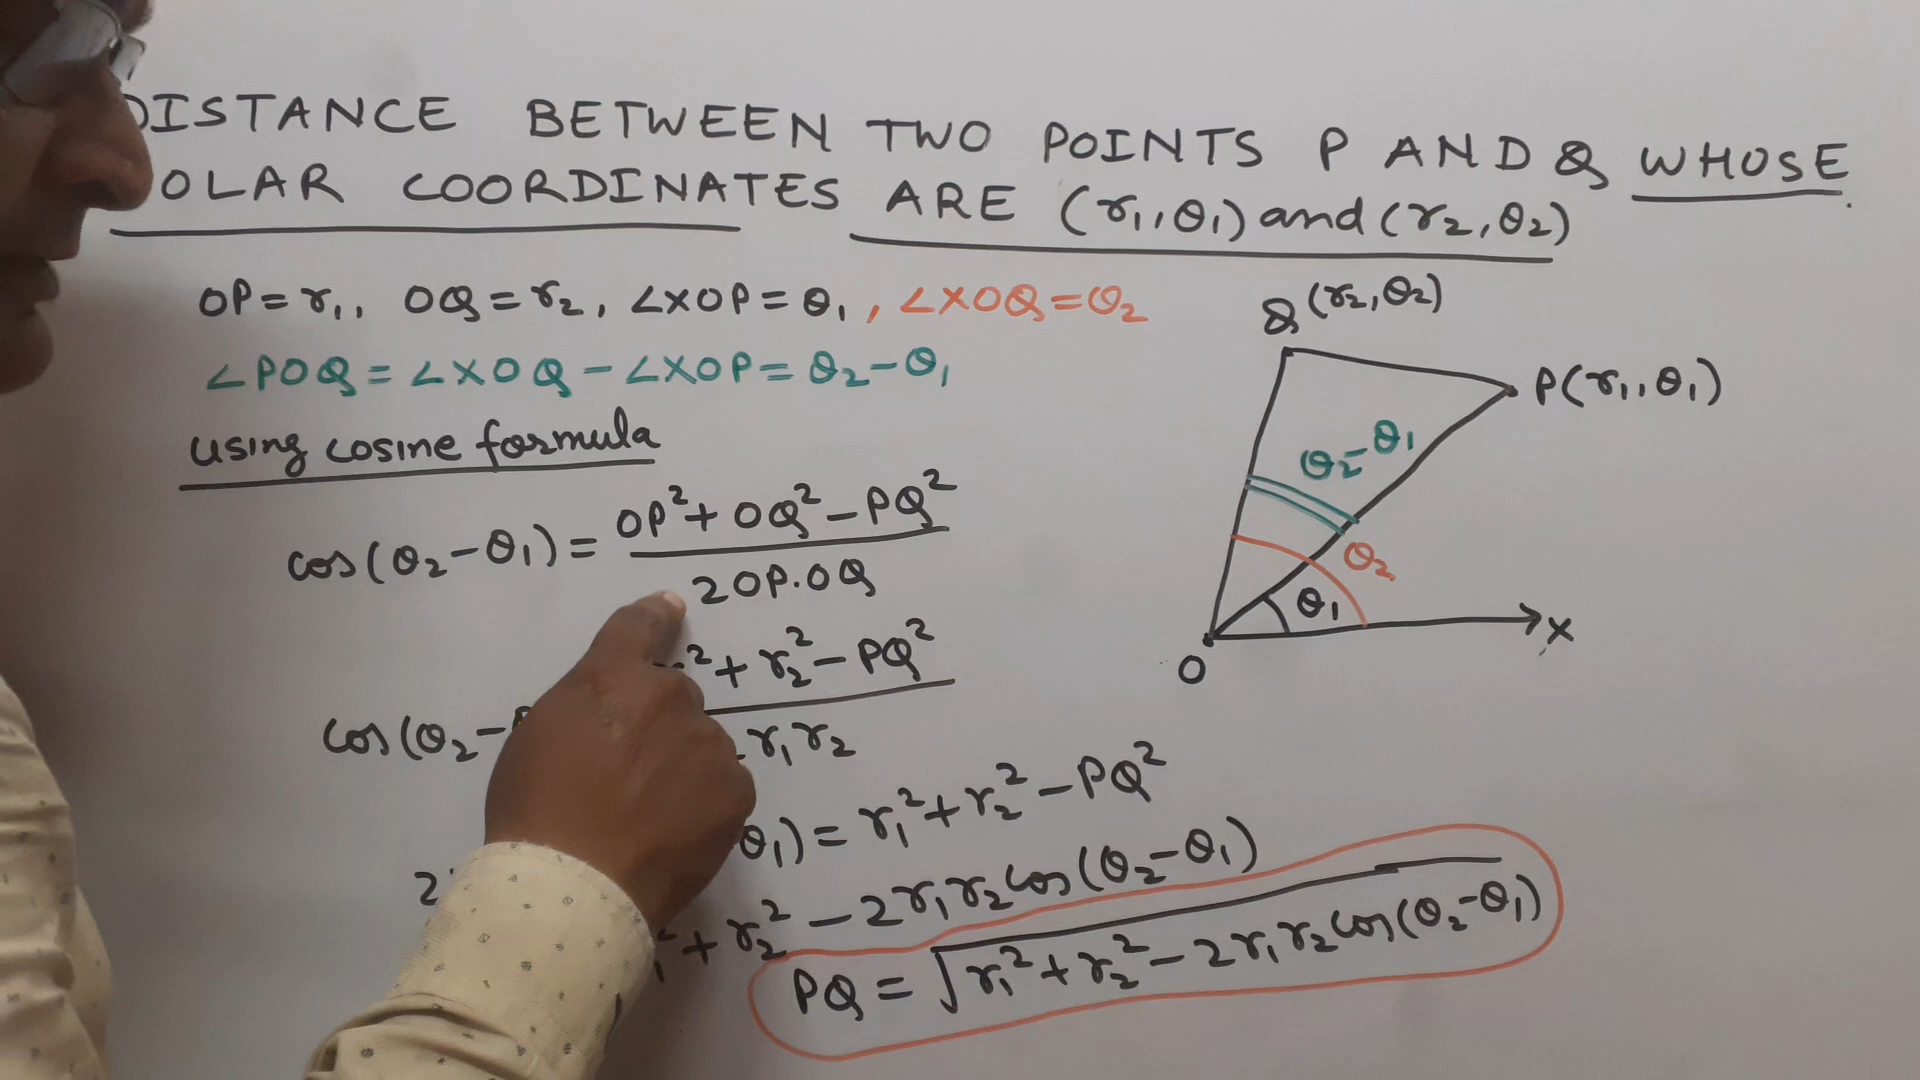 DISTANCE BETWEEN TWO POINTS P AND Q WHOSE
OLAR COORDINATES ARE (r₁,θ₁) and (r₂,θ₂)
OP=r₁, OQ=r₂, ∠XOP=θ₁, ∠XOQ=θ₂
∠POQ=∠XOQ-∠XOP=θ₂-θ₁
using cosine formula
cos(θ₂-θ₁)=
OP²+OQ²-PQ²
2OP.OQ
²+r₂²-PQ²
cos(θ₂-
r₁r₂
2
θ₁)=r₁²+r₂²-PQ²
+r₂²-2r₁r₂cos(θ₂-θ₁)
PQ=√r₁²+r₂²-2r₁r₂cos(θ₂-θ₁)
Q(r₂,θ₂)
P(r₁,θ₁)
θ₂-θ₁
θ₂
θ₁
X
O